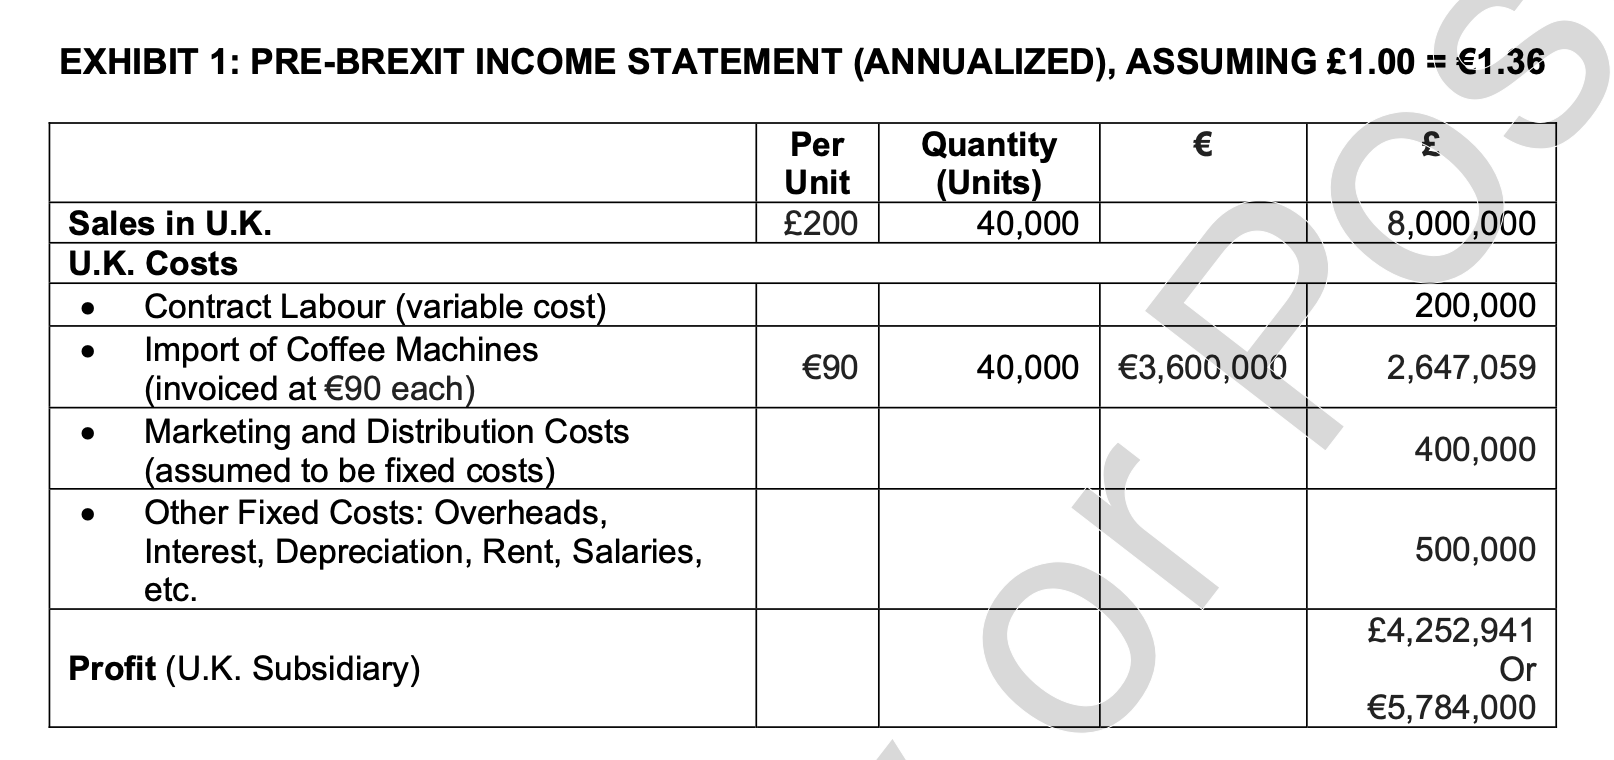 EXHIBIT 1: PRE-BREXIT INCOME STATEMENT (ANNUALIZED), ASSUMING £1.00 = €1.36
Per Unit Quantity (Units) € £
Sales in U.K. £200 40,000 8,000,000
U.K. Costs
• Contract Labour (variable cost) 200,000
• Import of Coffee Machines
(invoiced at €90 each) €90 40,000 €3,600,000 2,647,059
• Marketing and Distribution Costs
(assumed to be fixed costs) 400,000
• Other Fixed Costs: Overheads,
Interest, Depreciation, Rent, Salaries,
etc. 500,000
Profit (U.K. Subsidiary) £4,252,941
Or
€5,784,000
or Pos